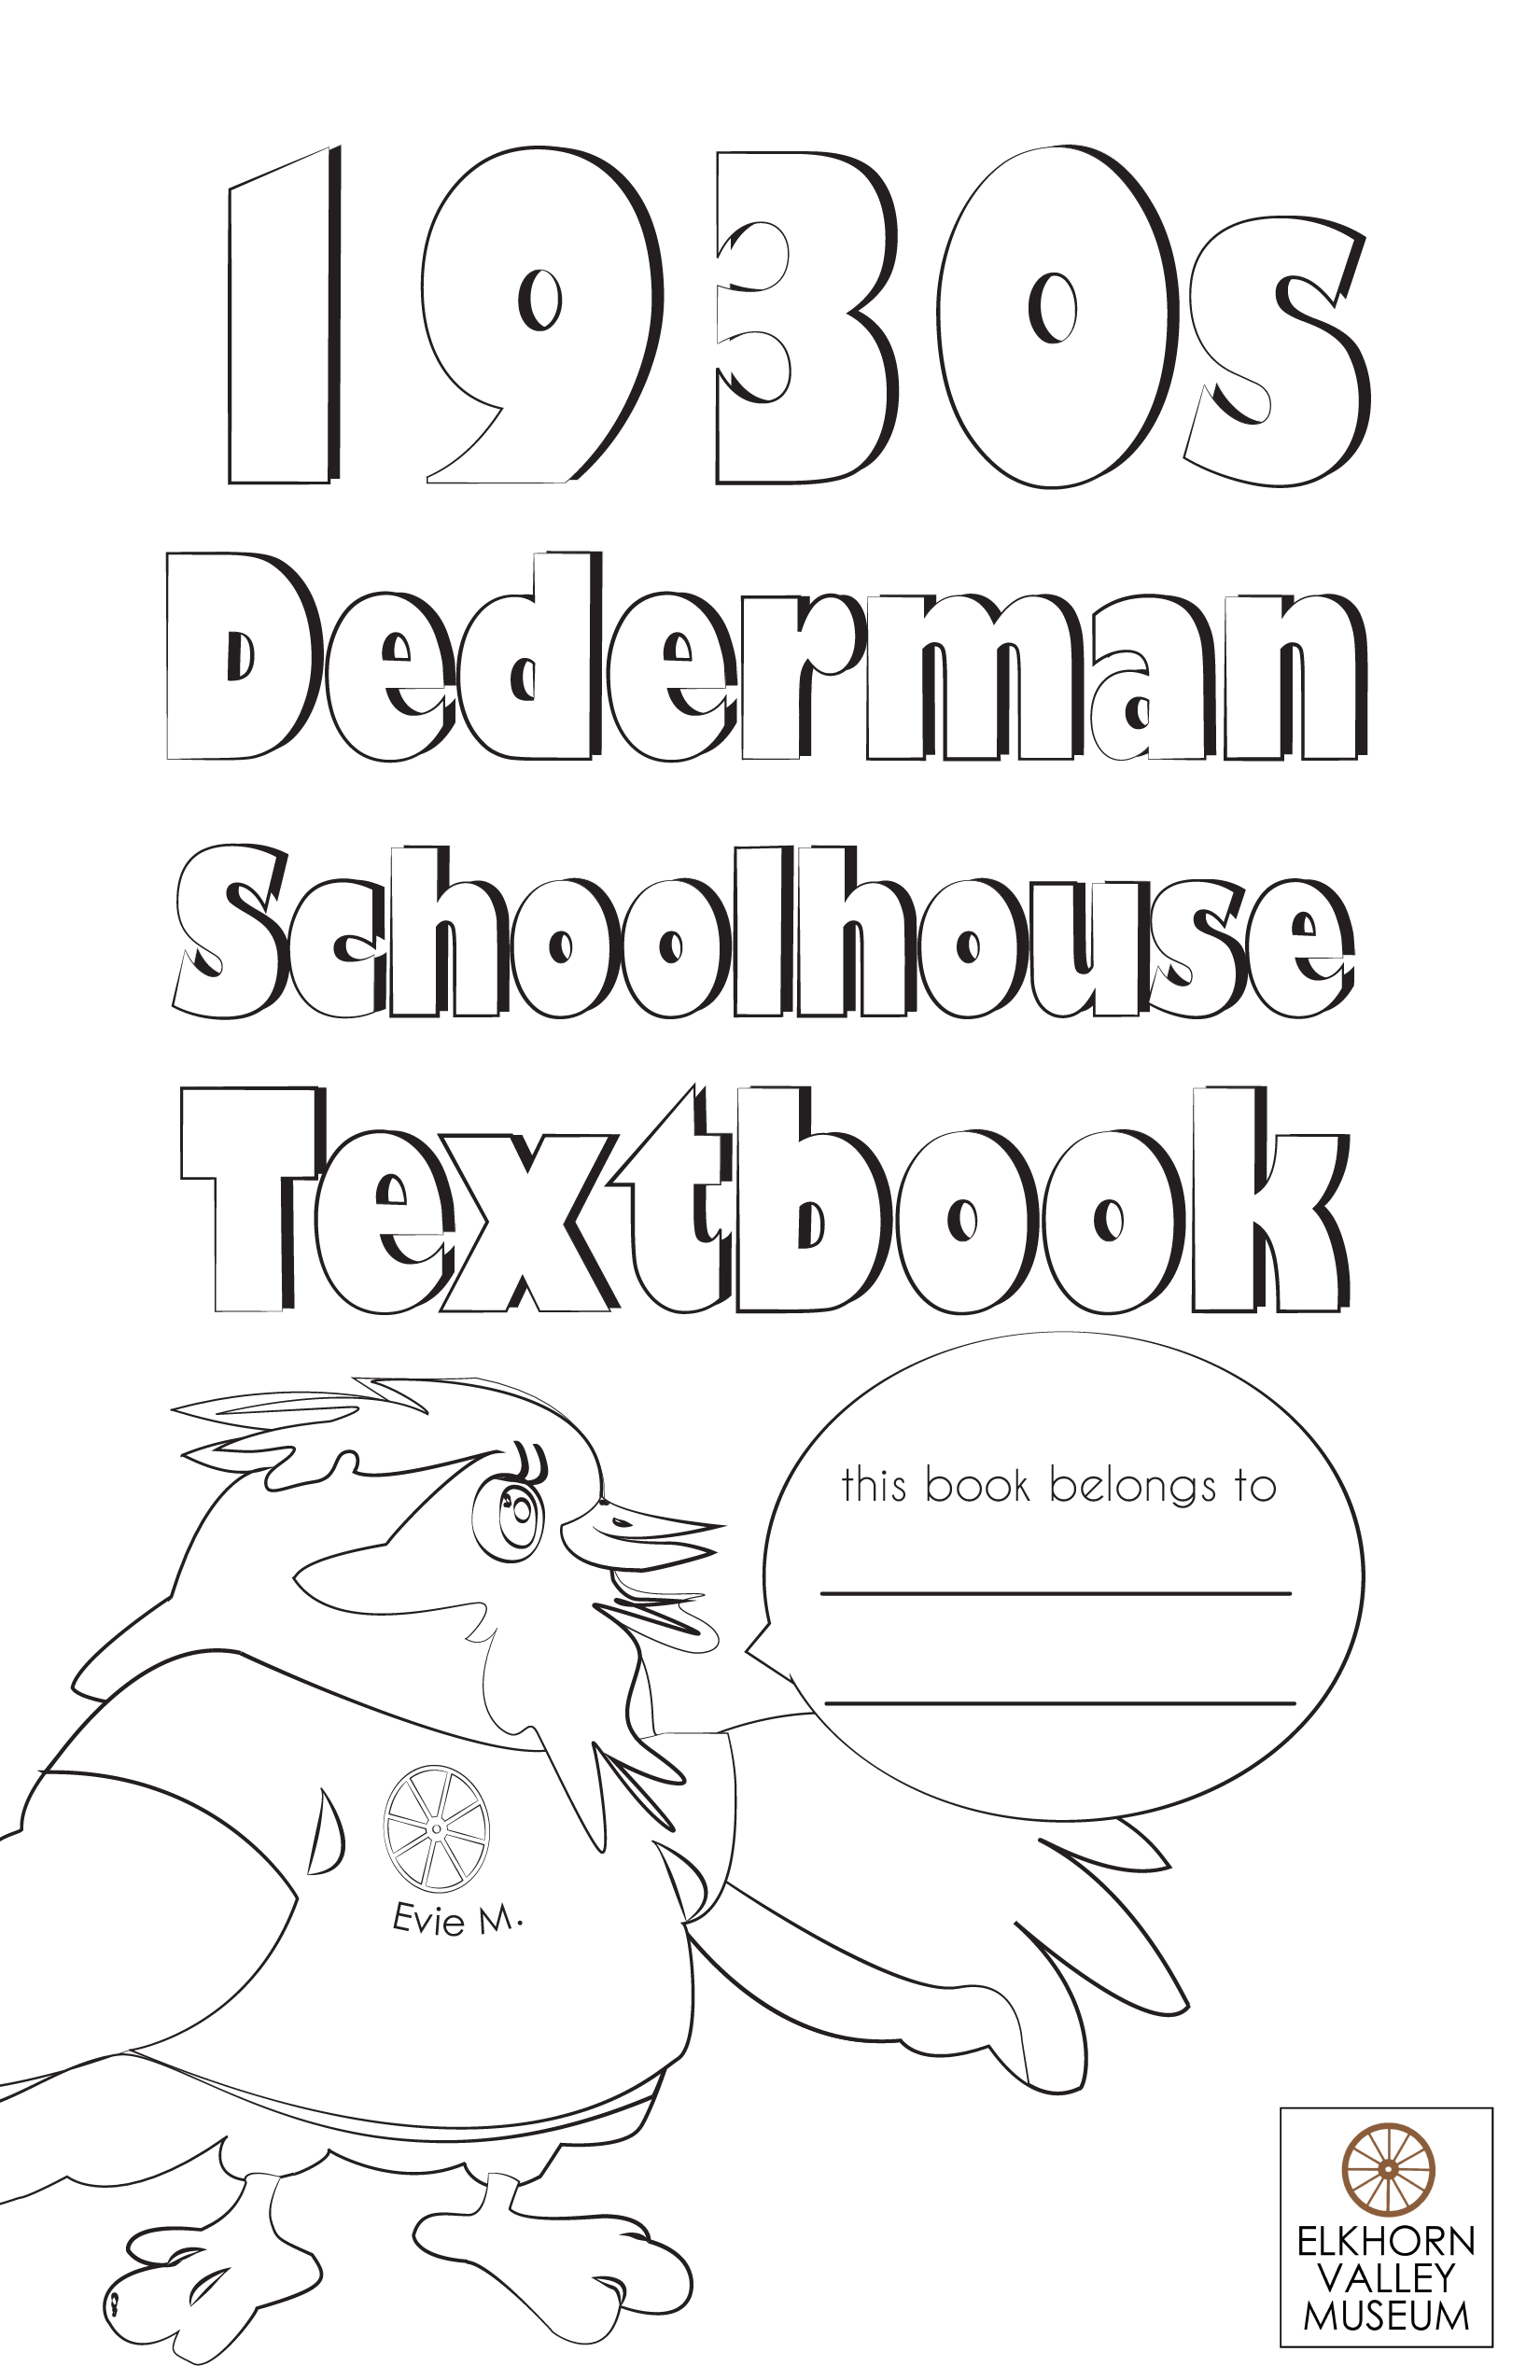 1930s
Dederman
Schoolhouse
Textbook
this book belongs to
Evie M.
ELKHORN
VALLEY
MUSEUM